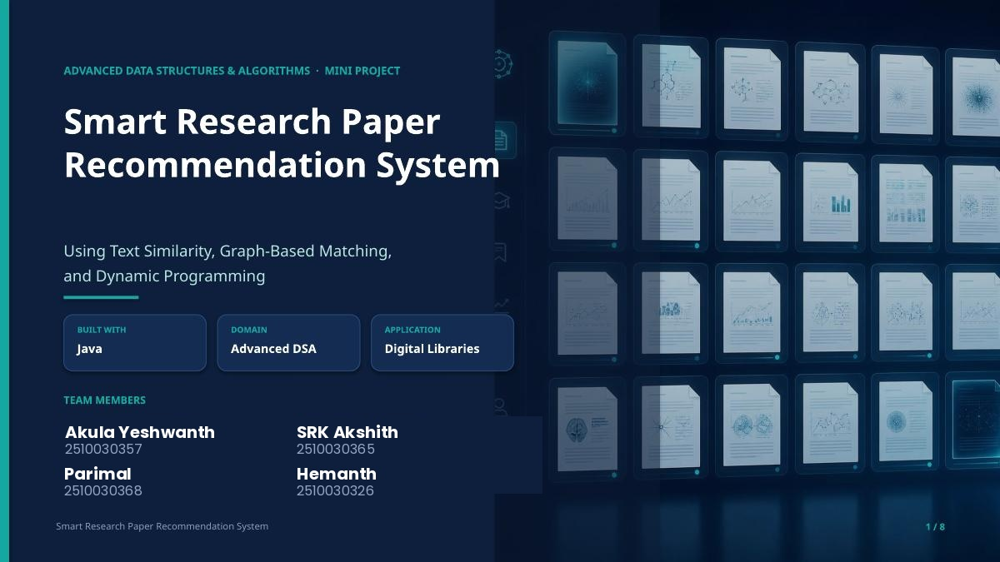 ADVANCED DATA STRUCTURES & ALGORITHMS · MINI PROJECT
Smart Research Paper
Recommendation System
Using Text Similarity, Graph-Based Matching,
and Dynamic Programming
BUILT WITH
Java
DOMAIN
Advanced DSA
APPLICATION
Digital Libraries
TEAM MEMBERS
Akula Yeshwanth
2510030357
SRK Akshith
2510030365
Parimal
2510030368
Hemanth
2510030326
Smart Research Paper Recommendation System
1 / 8